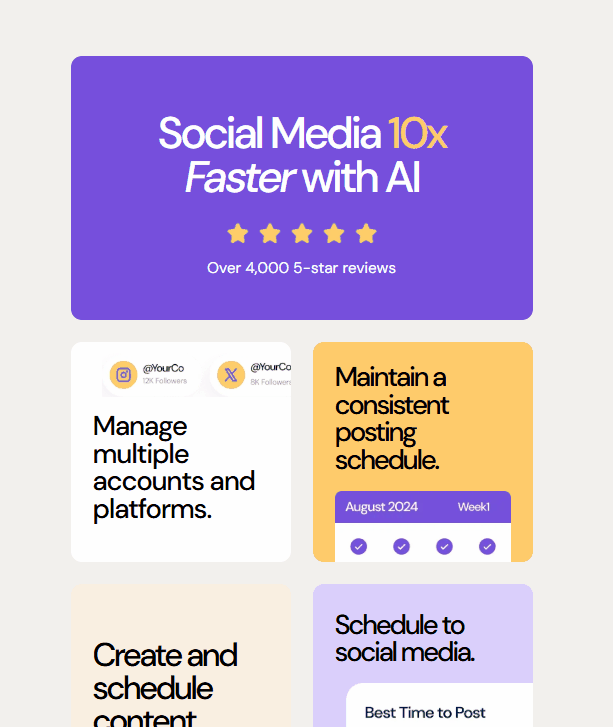 Social Media 10x
Faster with AI
Over 4,000 5-star reviews
@YourCo
12K Followers
@YourCo
8K Followers
Manage
multiple
accounts and
platforms.
Maintain a
consistent
posting
schedule.
August 2024 Week1
Create and
schedule
content
Schedule to
social media.
Best Time to Post